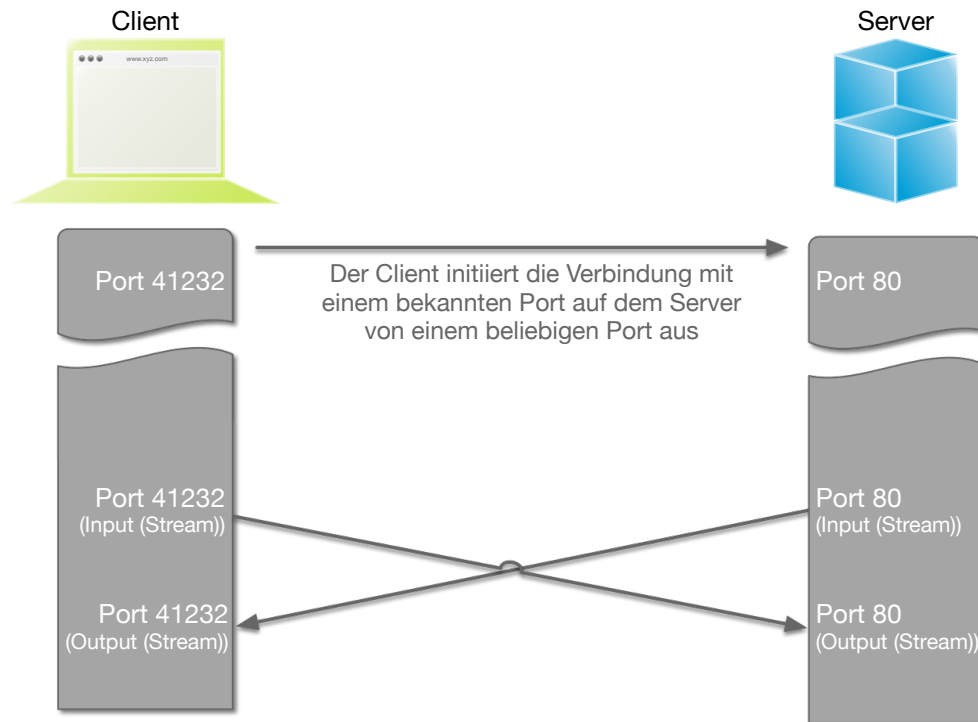 Client
Server
www.xyz.com
Port 41232
Der Client initiiert die Verbindung mit
einem bekannten Port auf dem Server
von einem beliebigen Port aus
Port 80
Port 41232
(Input (Stream))
Port 80
(Input (Stream))
Port 41232
(Output (Stream))
Port 80
(Output (Stream))